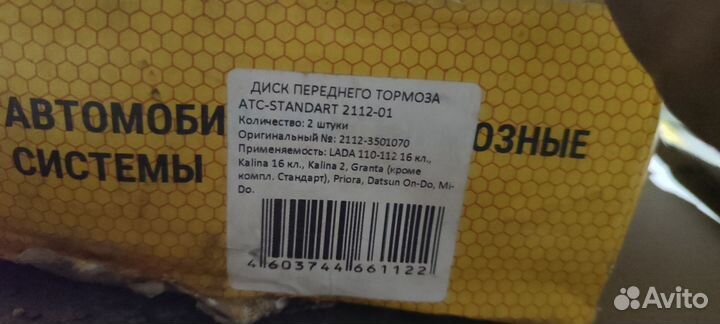 ДИСК ПЕРЕДНЕГО ТОРМОЗА
АТС-STANDART 2112-01
Количество: 2 штуки
Оригинальный №: 2112-3501070
Применяемость: LADA 110-112 16 кл.,
Kalina 16 кл., Kalina 2, Granta (кроме
компл. Стандарт), Priora, Datsun On-Do, Mi-
Do.
4 603744 661122
АВТОМОБИ ОЗНЫЕ
СИСТЕМЫ
Avito